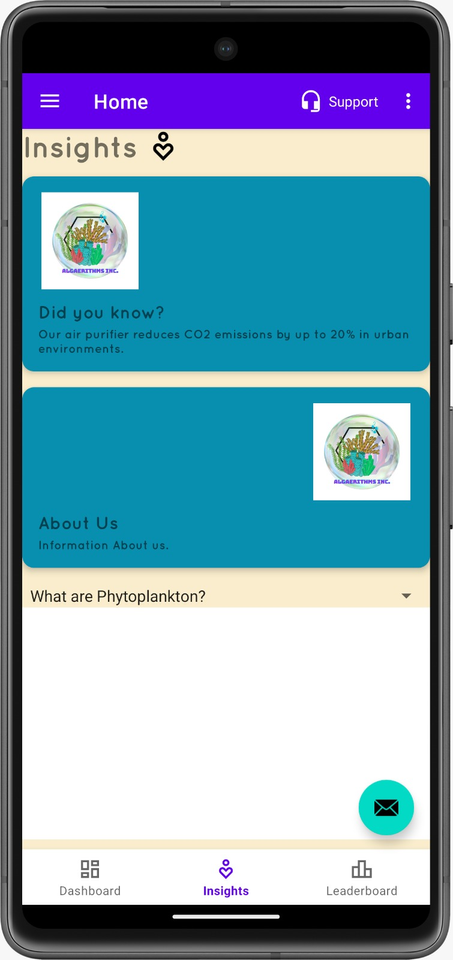 Home
Support
Insights
ALGAERITHMS INC.
Did you know?
Our air purifier reduces CO2 emissions by up to 20% in urban
environments.
ALGAERITHMS INC.
About Us
Information About us.
What are Phytoplankton?
Dashboard
Insights
Leaderboard